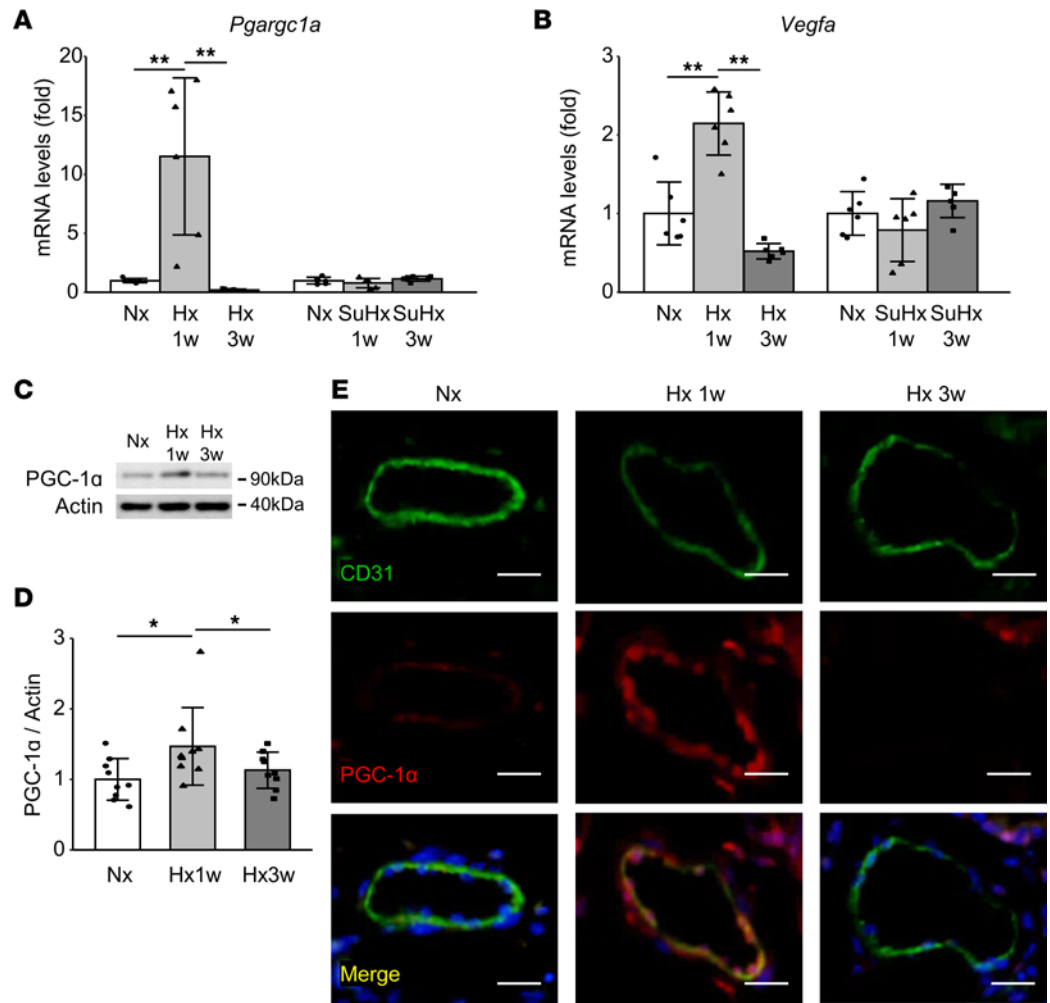 A
Pgargc1a
mRNA levels (fold)
20
15
10
5
0
** **
Nx Hx Hx Nx SuHx SuHx
1w 3w 1w 3w
B
Vegfa
mRNA levels (fold)
3
2
1
0
** **
Nx Hx Hx Nx SuHx SuHx
1w 3w 1w 3w
C
Nx Hx Hx
1w 3w
PGC-1α - 90kDa
Actin - 40kDa
D
PGC-1α / Actin
3
2
1
0
* *
Nx Hx1w Hx3w
E
Nx Hx 1w Hx 3w
CD31
PGC-1α
Merge